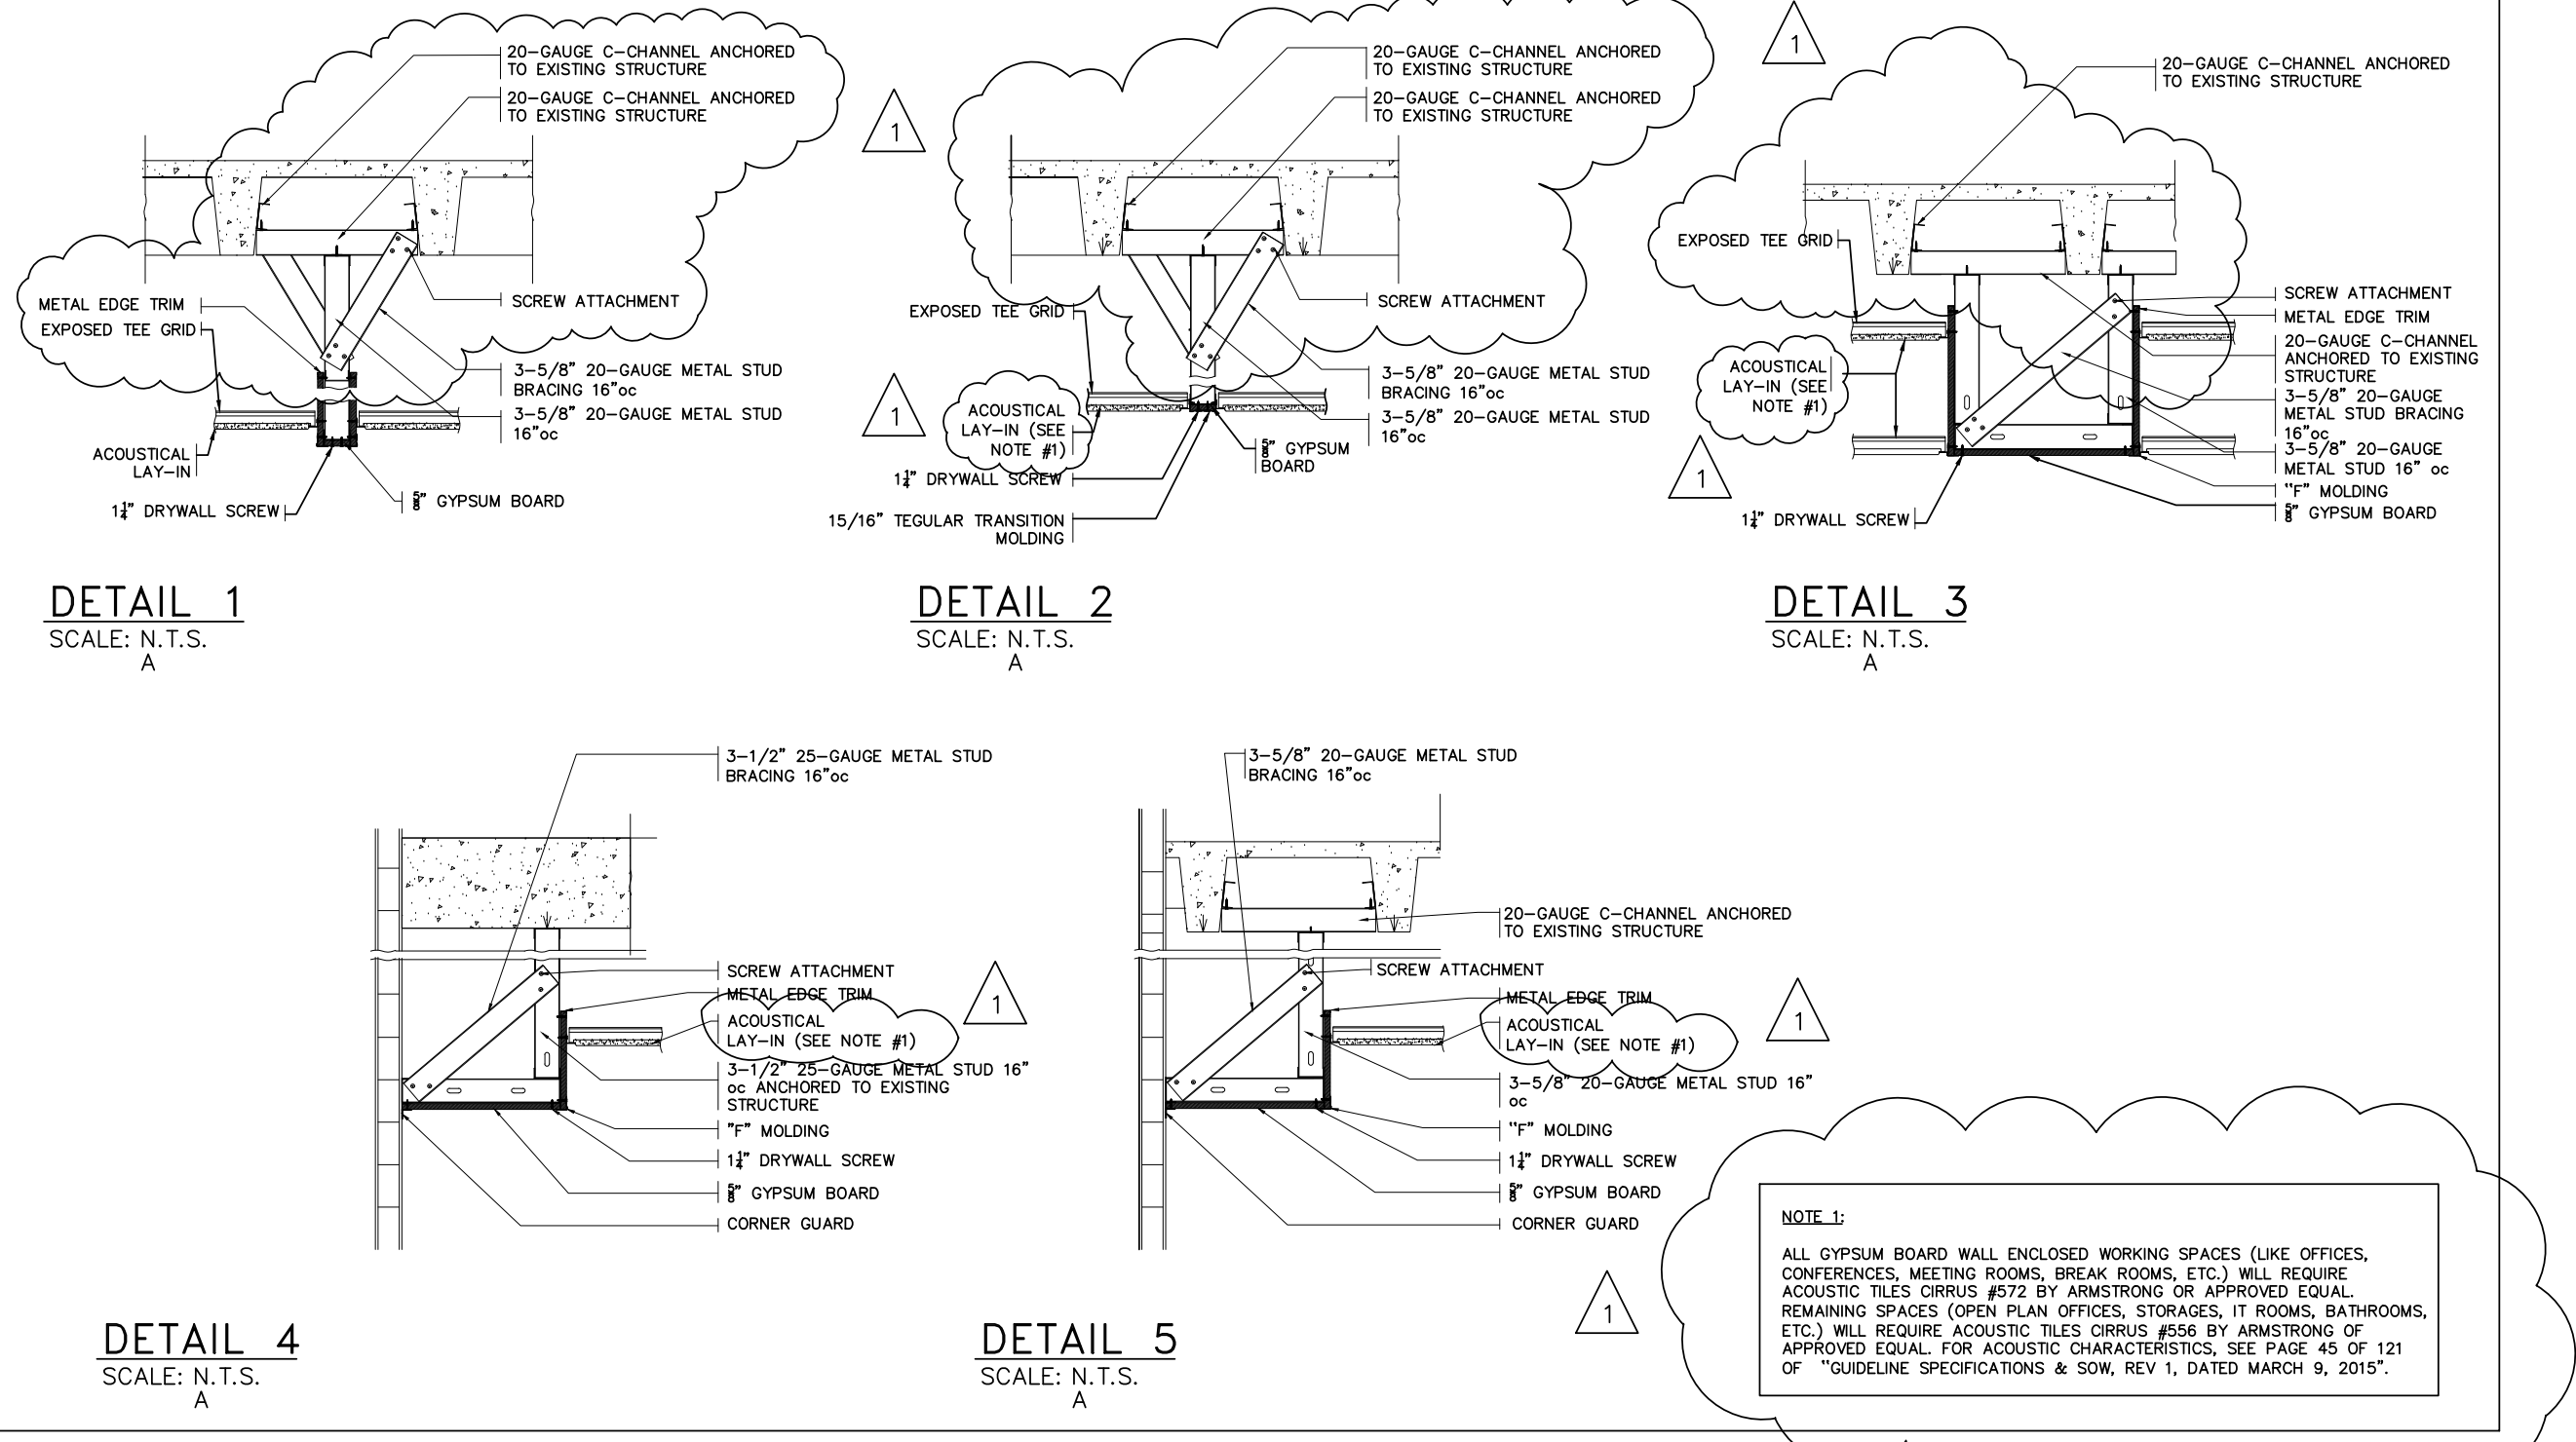 20-GAUGE C-CHANNEL ANCHORED
TO EXISTING STRUCTURE
20-GAUGE C-CHANNEL ANCHORED
TO EXISTING STRUCTURE
METAL EDGE TRIM
EXPOSED TEE GRID
SCREW ATTACHMENT
3-5/8" 20-GAUGE METAL STUD
BRACING 16"oc
3-5/8" 20-GAUGE METAL STUD
16"oc
ACOUSTICAL
LAY-IN
5/8" GYPSUM BOARD
1 1/4" DRYWALL SCREW
DETAIL 1
SCALE: N.T.S.
A
20-GAUGE C-CHANNEL ANCHORED
TO EXISTING STRUCTURE
20-GAUGE C-CHANNEL ANCHORED
TO EXISTING STRUCTURE
1
SCREW ATTACHMENT
EXPOSED TEE GRID
3-5/8" 20-GAUGE METAL STUD
BRACING 16"oc
3-5/8" 20-GAUGE METAL STUD
16"oc
1
ACOUSTICAL
LAY-IN (SEE
NOTE #1)
5/8" GYPSUM
BOARD
1 1/4" DRYWALL SCREW
15/16" TEGULAR TRANSITION
MOLDING
DETAIL 2
SCALE: N.T.S.
A
1
20-GAUGE C-CHANNEL ANCHORED
TO EXISTING STRUCTURE
EXPOSED TEE GRID
SCREW ATTACHMENT
METAL EDGE TRIM
20-GAUGE C-CHANNEL
ANCHORED TO EXISTING
STRUCTURE
ACOUSTICAL
LAY-IN (SEE
NOTE #1)
3-5/8" 20-GAUGE
METAL STUD BRACING
16"oc
3-5/8" 20-GAUGE
METAL STUD 16" oc
1
"F" MOLDING
5/8" GYPSUM BOARD
1 1/4" DRYWALL SCREW
DETAIL 3
SCALE: N.T.S.
A
3-1/2" 25-GAUGE METAL STUD
BRACING 16"oc
SCREW ATTACHMENT
METAL EDGE TRIM
1
ACOUSTICAL
LAY-IN (SEE NOTE #1)
3-1/2" 25-GAUGE METAL STUD 16"
oc ANCHORED TO EXISTING
STRUCTURE
"F" MOLDING
1 1/4" DRYWALL SCREW
5/8" GYPSUM BOARD
CORNER GUARD
DETAIL 4
SCALE: N.T.S.
A
3-5/8" 20-GAUGE METAL STUD
BRACING 16"oc
20-GAUGE C-CHANNEL ANCHORED
TO EXISTING STRUCTURE
SCREW ATTACHMENT
METAL EDGE TRIM
1
ACOUSTICAL
LAY-IN (SEE NOTE #1)
3-5/8" 20-GAUGE METAL STUD 16"
oc
"F" MOLDING
1 1/4" DRYWALL SCREW
5/8" GYPSUM BOARD
CORNER GUARD
DETAIL 5
SCALE: N.T.S.
A
1
NOTE 1:
ALL GYPSUM BOARD WALL ENCLOSED WORKING SPACES (LIKE OFFICES,
CONFERENCES, MEETING ROOMS, BREAK ROOMS, ETC.) WILL REQUIRE
ACOUSTIC TILES CIRRUS #572 BY ARMSTRONG OR APPROVED EQUAL.
REMAINING SPACES (OPEN PLAN OFFICES, STORAGES, IT ROOMS, BATHROOMS,
ETC.) WILL REQUIRE ACOUSTIC TILES CIRRUS #556 BY ARMSTRONG OF
APPROVED EQUAL. FOR ACOUSTIC CHARACTERISTICS, SEE PAGE 45 OF 121
OF "GUIDELINE SPECIFICATIONS & SOW, REV 1, DATED MARCH 9, 2015".